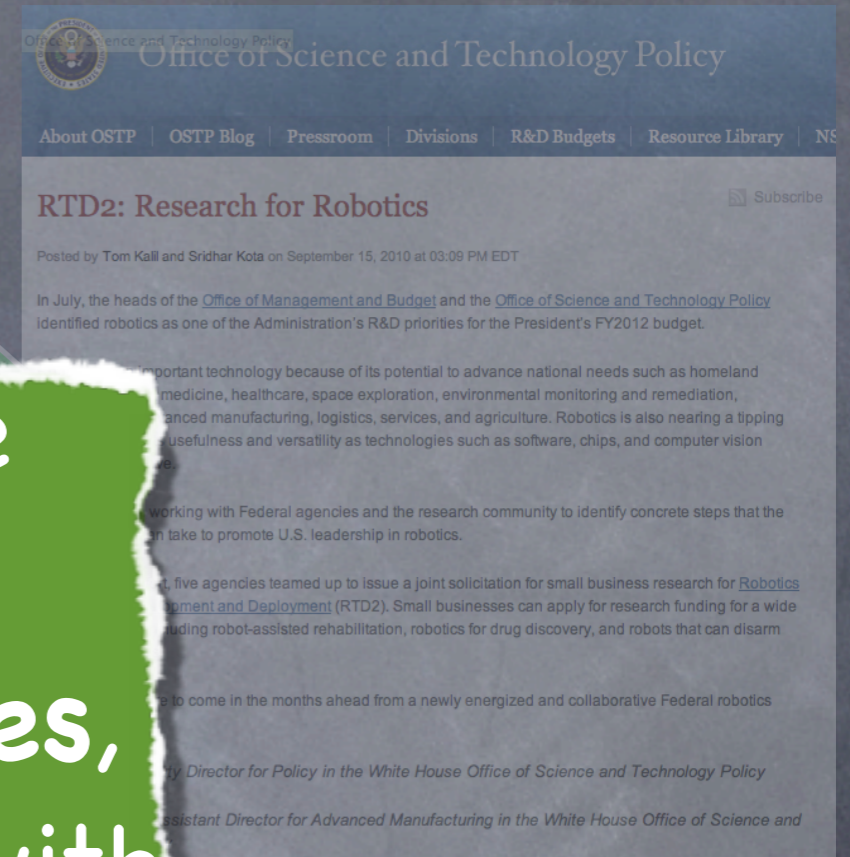 Office of Science and Technology Policy
Office of Science and Technology Policy
About OSTP | OSTP Blog | Pressroom | Divisions | R&D Budgets | Resource Library | NS
RTD2: Research for Robotics
Subscribe
Posted by Tom Kalil and Sridhar Kota on September 15, 2010 at 03:09 PM EDT
In July, the heads of the Office of Management and Budget and the Office of Science and Technology Policy
identified robotics as one of the Administration's R&D priorities for the President's FY2012 budget.
important technology because of its potential to advance national needs such as homeland
medicine, healthcare, space exploration, environmental monitoring and remediation,
anced manufacturing, logistics, services, and agriculture. Robotics is also nearing a tipping
usefulness and versatility as technologies such as software, chips, and computer vision
e.
working with Federal agencies and the research community to identify concrete steps that the
n take to promote U.S. leadership in robotics.
t, five agencies teamed up to issue a joint solicitation for small business research for Robotics
opment and Deployment (RTD2). Small businesses can apply for research funding for a wide
uding robot-assisted rehabilitation, robotics for drug discovery, and robots that can disarm
e to come in the months ahead from a newly energized and collaborative Federal robotics
ty Director for Policy in the White House Office of Science and Technology Policy
ssistant Director for Advanced Manufacturing in the White House Office of Science and
e
es,
with